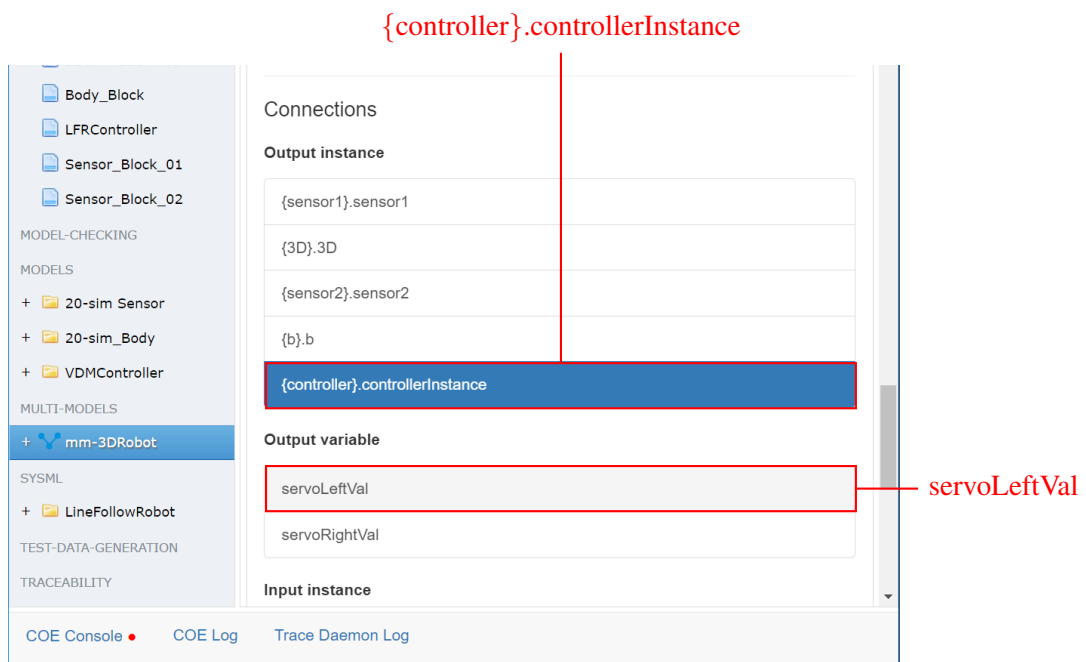 {controller}.controllerInstance
Body_Block
LFRController
Sensor_Block_01
Sensor_Block_02
MODEL-CHECKING
MODELS
+ 20-sim Sensor
+ 20-sim_Body
+ VDMController
MULTI-MODELS
+ mm-3DRobot
SYSML
+ LineFollowRobot
TEST-DATA-GENERATION
TRACEABILITY
Connections
Output instance
{sensor1}.sensor1
{3D}.3D
{sensor2}.sensor2
{b}.b
{controller}.controllerInstance
Output variable
servoLeftVal
servoRightVal
Input instance
servoLeftVal
COE Console COE Log Trace Daemon Log